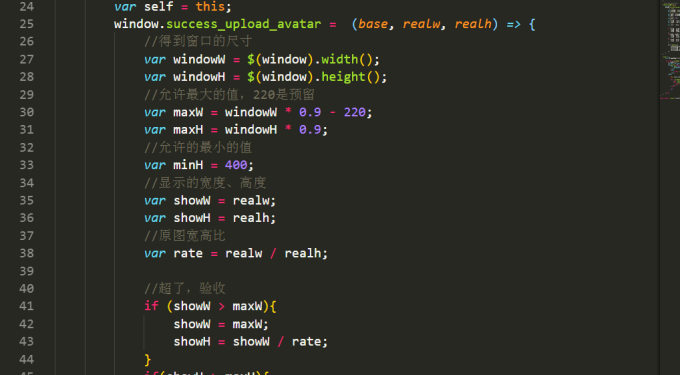 24 var self = this;
25 window.success_upload_avatar = (base, realw, realh) => {
26 //得到窗口的尺寸
27 var windowW = $(window).width();
28 var windowH = $(window).height();
29 //允许最大的值，220是预留
30 var maxW = windowW * 0.9 - 220;
31 var maxH = windowH * 0.9;
32 //允许的最小的值
33 var minH = 400;
34 //显示的宽度、高度
35 var showW = realw;
36 var showH = realh;
37 //原图宽高比
38 var rate = realw / realh;
39
40 //超了，验收
41 if (showW > maxW){
42 showW = maxW;
43 showH = showW / rate;
44 }